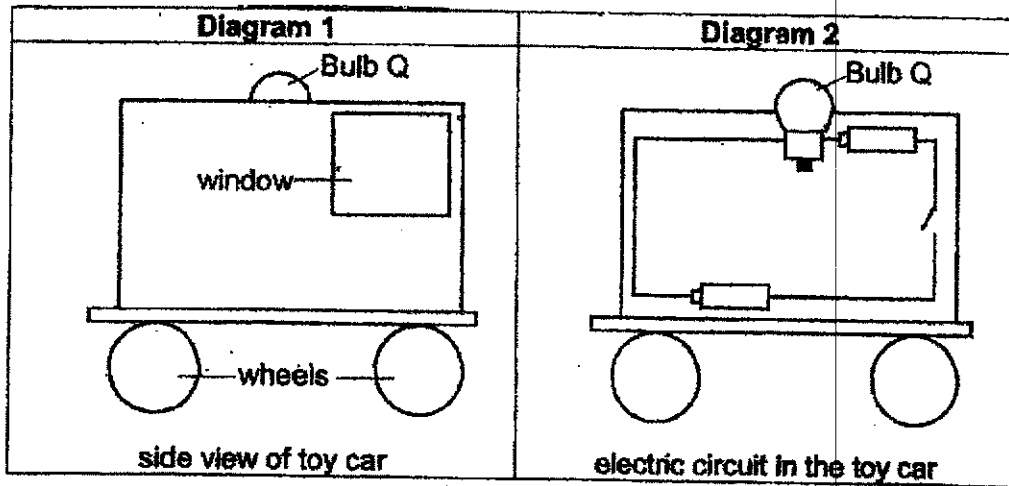 Diagram 1
Diagram 2
Bulb Q
window
wheels
side view of toy car
Bulb Q
electric circuit in the toy car